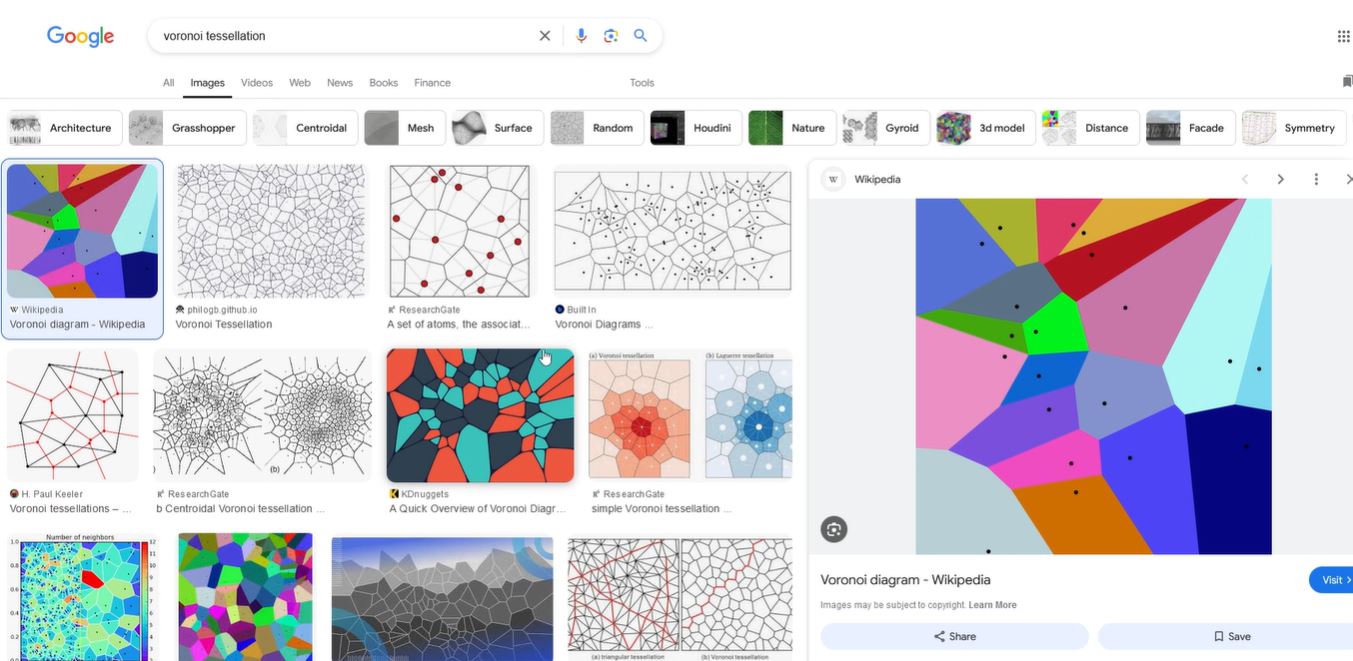 Google
voronoi tessellation
All Images Videos Web News Books Finance Tools
Architecture Grasshopper Centroidal Mesh Surface Random Houdini Nature Gyroid 3d model Distance Facade Symmetry
W Wikipedia
Voronoi diagram - Wikipedia
philogb.github.io
Voronoi Tessellation
ResearchGate
A set of atoms, the associat...
Built In
Voronoi Diagrams ...
(a) Voronoi tessellation
(b) Laguerre tessellation
(b)
H. Paul Keeler
Voronoi tessellations – ...
ResearchGate
b Centroidal Voronoi tessellation ...
KDnuggets
A Quick Overview of Voronoi Diagr...
ResearchGate
simple Voronoi tessellation ...
Number of neighbors
1.0
0.8
0.6
0.4
0.2
12
11
10
9
8
7
6
5
4
3
(a) triangular tessellation
(b) Voronoi tessellation
W Wikipedia
Voronoi diagram - Wikipedia
Visit
Images may be subject to copyright. Learn More
Share
Save